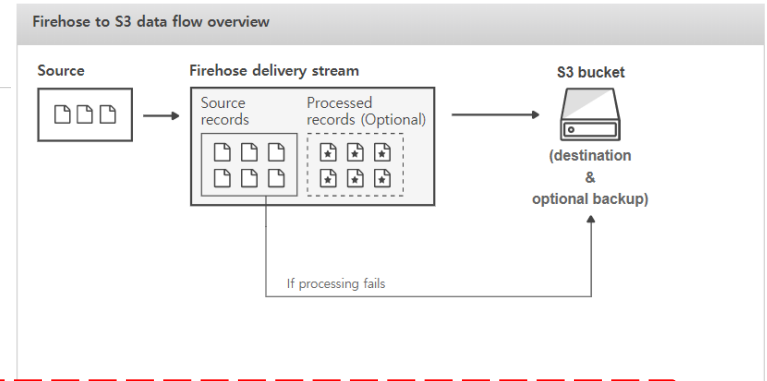 Firehose to S3 data flow overview
Source
Firehose delivery stream
S3 bucket
Source
records
Processed
records (Optional)
(destination
&
optional backup)
If processing fails